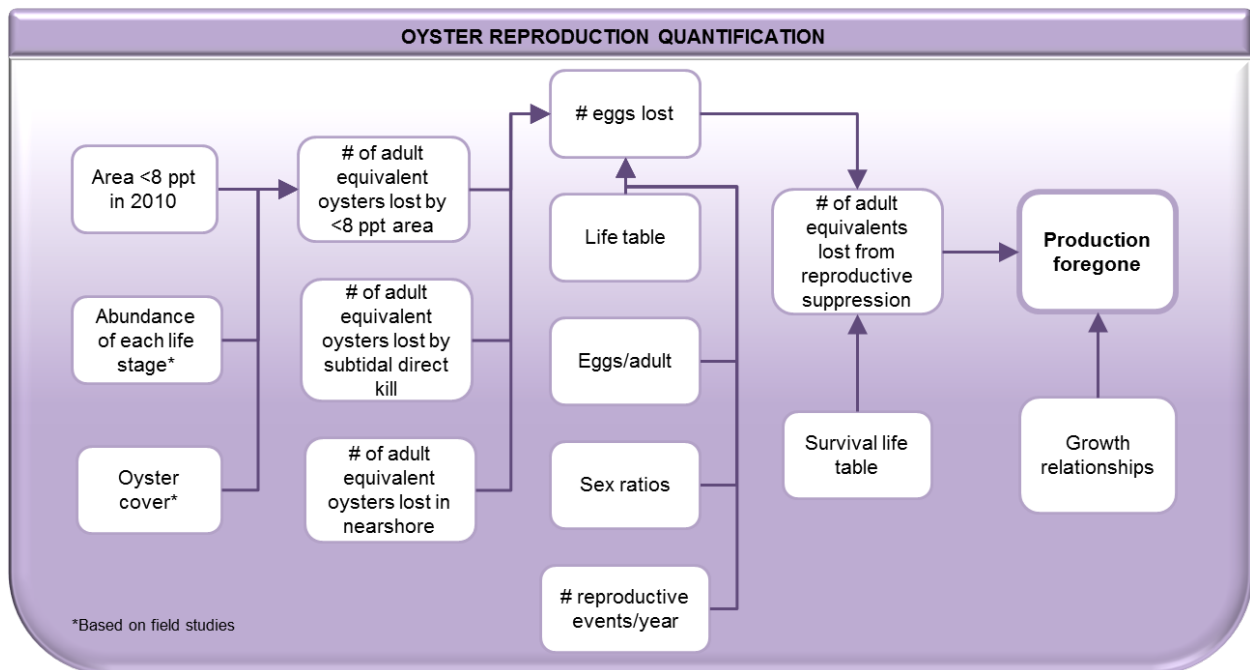 OYSTER REPRODUCTION QUANTIFICATION
Area <8 ppt
in 2010
Abundance
of each life
stage*
Oyster
cover*
# of adult
equivalent
oysters lost by
<8 ppt area
# of adult
equivalent
oysters lost by
subtidal direct
kill
# of adult
equivalent
oysters lost in
nearshore
# eggs lost
Life table
Eggs/adult
Sex ratios
# reproductive
events/year
# of adult
equivalents
lost from
reproductive
suppression
Survival life
table
Production
foregone
Growth
relationships
*Based on field studies